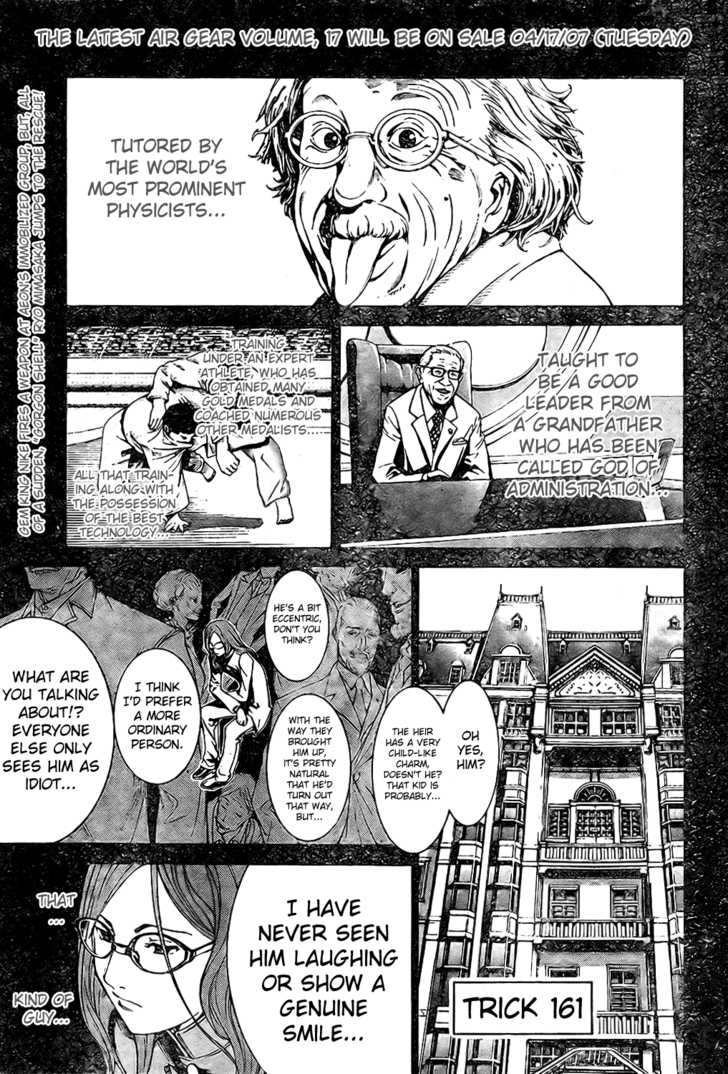 THE LATEST AIR GEAR VOLUME, 17 WILL BE ON SALE 04/17/07 (TUESDAY)
GEM KING NIKE FIRES A WEAPON AT AEON'S IMMOBILIZED GROUP, BUT, ALL
OF A SUDDEN, "GORGON SHELL" RYO MIMASAKA JUMPS TO THE RESCUE!
TUTORED BY
THE WORLD'S
MOST PROMINENT
PHYSICISTS...
TAUGHT TO
BE A GOOD
LEADER FROM
A GRANDFATHER
WHO HAS BEEN
CALLED GOD OF
ADMINISTRATION...
TRAINING
UNDER AN EXPERT
ATHLETE, WHO HAS
OBTAINED MANY
GOLD MEDALS AND
COACHED NUMEROUS
OTHER MEDALISTS....
ALL THAT TRAIN-
ING ALONG WITH
THE POSSESSION
OF THE BEST
TECHNOLOGY...
OH
YES,
HIM?
THE HEIR
HAS A VERY
CHILD-LIKE
CHARM,
DOESN'T HE?
THAT KID IS
PROBABLY...
HE'S A BIT
ECCENTRIC,
DON'T YOU
THINK?
WITH THE
WAY THEY
BROUGHT
HIM UP,
IT'S PRETTY
NATURAL
THAT HE'D
TURN OUT
THAT WAY,
BUT...
I THINK
I'D PREFER
A MORE
ORDINARY
PERSON.
WHAT ARE
YOU TALKING
ABOUT!?
EVERYONE
ELSE ONLY
SEES HIM AS
IDIOT...
I HAVE
NEVER SEEN
HIM LAUGHING
OR SHOW A
GENUINE
SMILE...
THAT
...
KIND OF
GUY...
TRICK 161